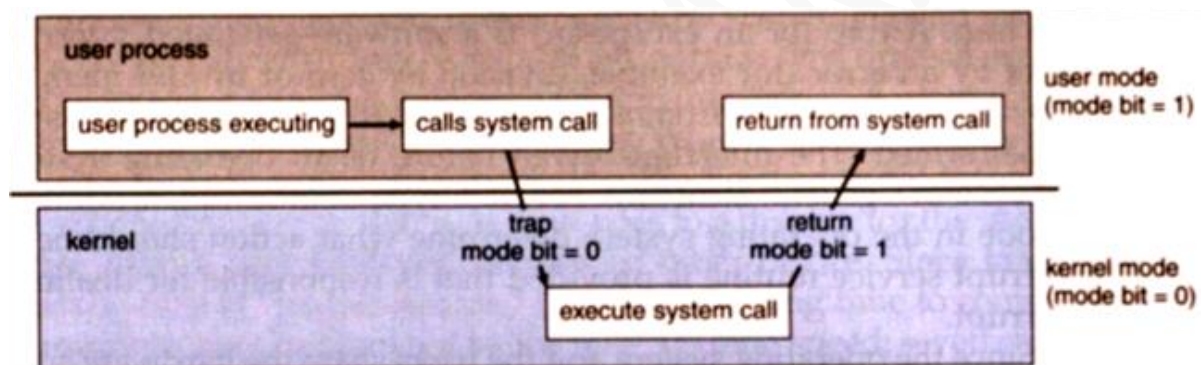 user process
user process executing
calls system call
return from system call
user mode
(mode bit = 1)
kernel
trap
mode bit = 0
return
mode bit = 1
execute system call
kernel mode
(mode bit = 0)